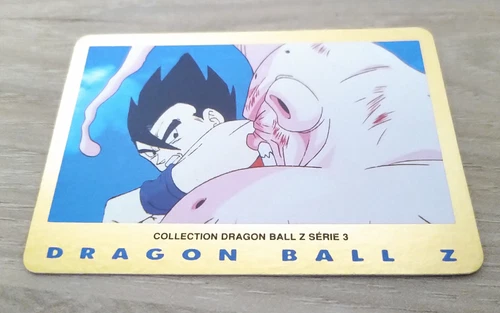 COLLECTION DRAGON BALL Z SÉRIE 3
DRAGON BALL Z